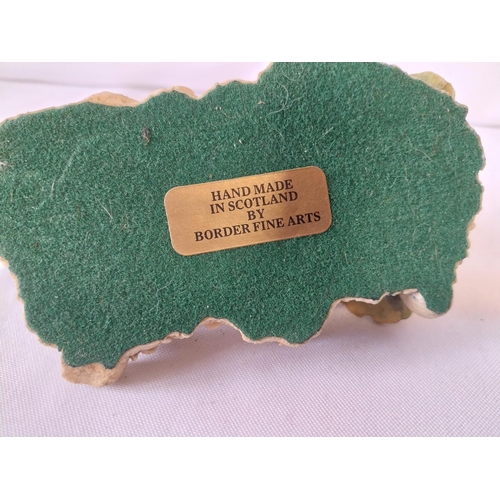 HAND MADE
IN SCOTLAND
BY
BORDER FINE ARTS